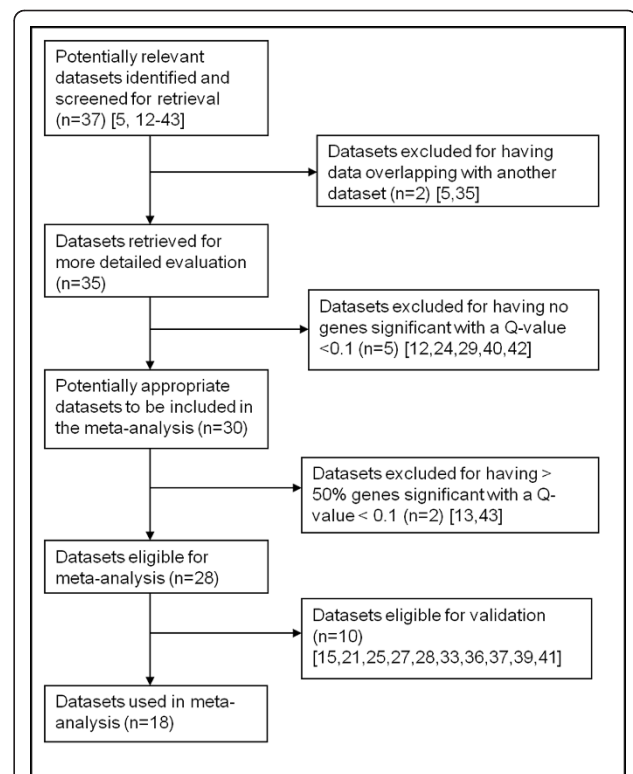 Potentially relevant
datasets identified and
screened for retrieval
(n=37) [5, 12-43]
Datasets excluded for having
data overlapping with another
dataset (n=2) [5,35]
Datasets retrieved for
more detailed evaluation
(n=35)
Datasets excluded for having no
genes significant with a Q-value
<0.1 (n=5) [12,24,29,40,42]
Potentially appropriate
datasets to be included in
the meta-analysis (n=30)
Datasets excluded for having >
50% genes significant with a Q-
value < 0.1 (n=2) [13,43]
Datasets eligible for
meta-analysis (n=28)
Datasets eligible for validation
(n=10)
[15,21,25,27,28,33,36,37,39,41]
Datasets used in meta-
analysis (n=18)